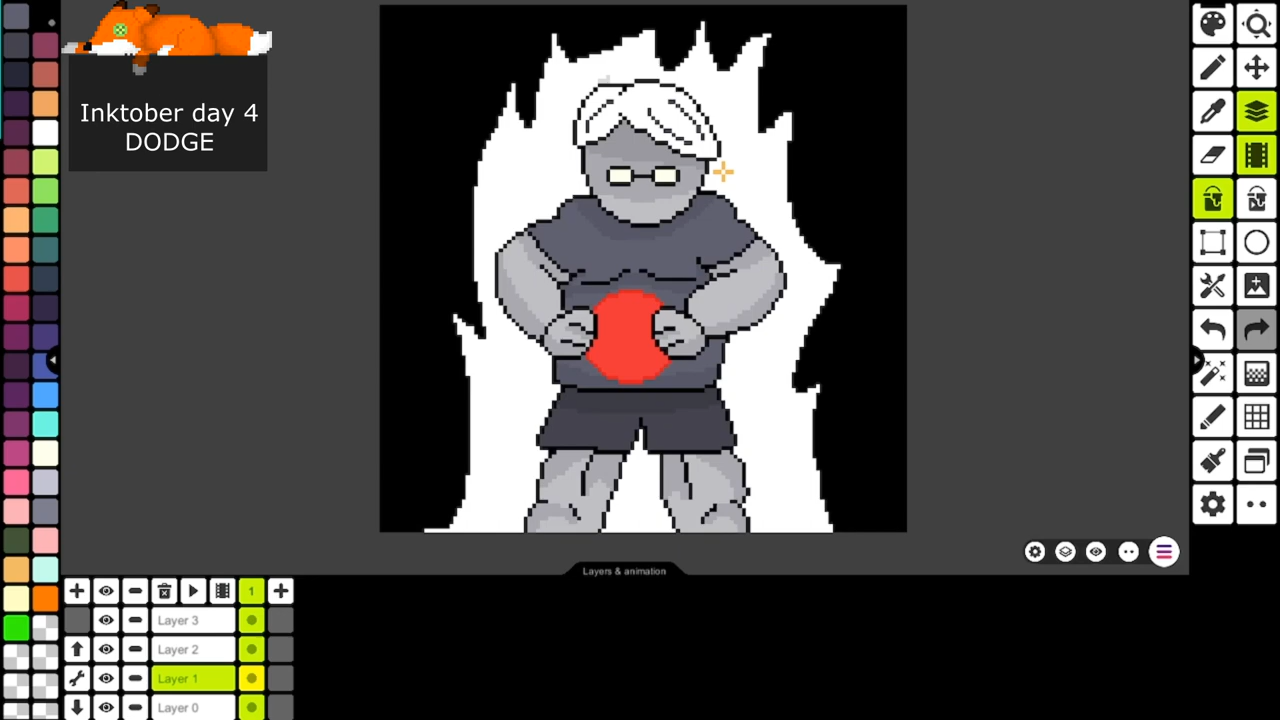 Inktober day 4
DODGE
Layers & animation
1
Layer 3
Layer 2
Layer 1
Layer 0